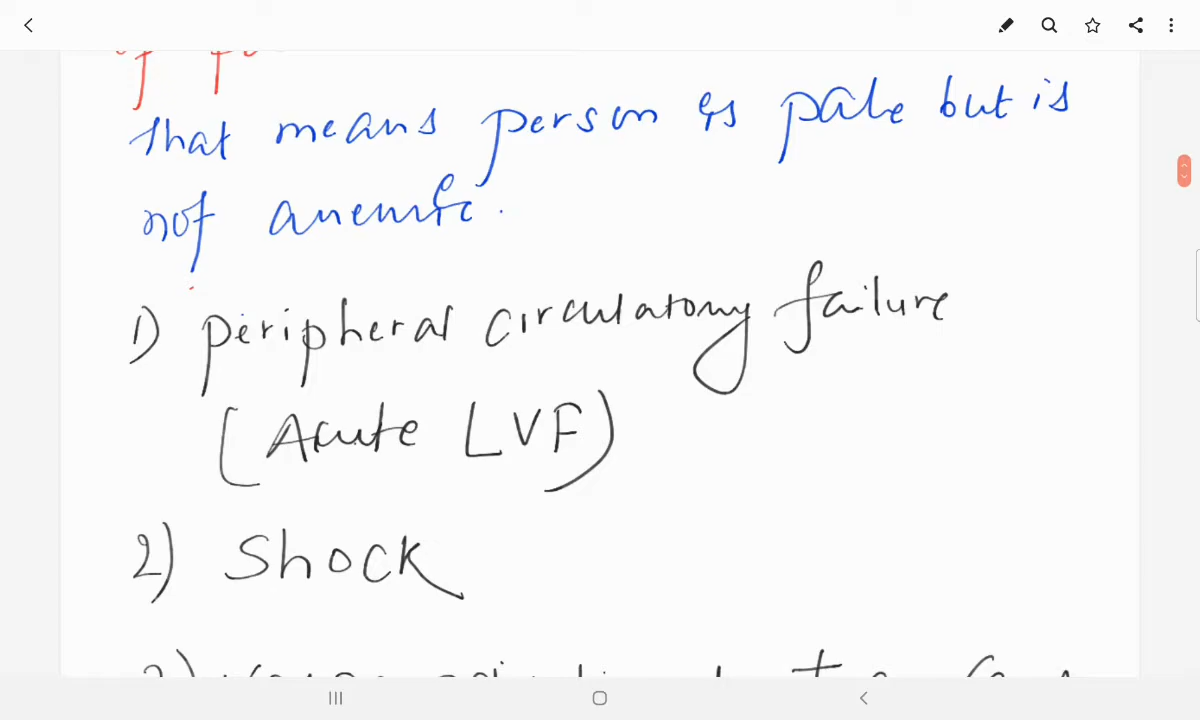 that means person is pale but is
not anemic.
1) peripheral circulatory failure
(Acute LVF)
2) Shock